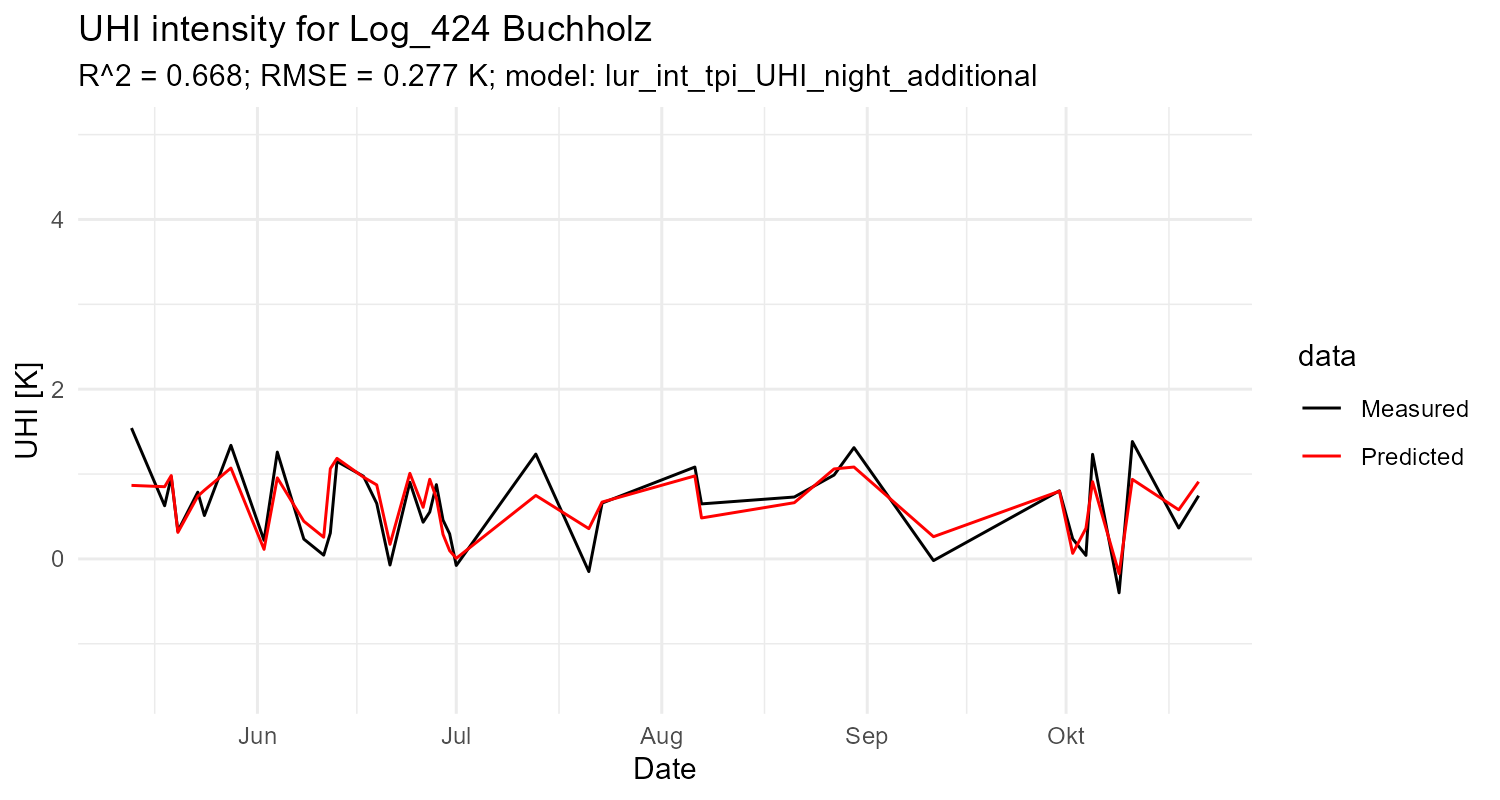 UHI intensity for Log_424 Buchholz
R^2 = 0.668; RMSE = 0.277 K; model: lur_int_tpi_UHI_night_additional
UHI [K]
4
2
0
Jun
Jul
Aug
Sep
Okt
Date
data
Measured
Predicted